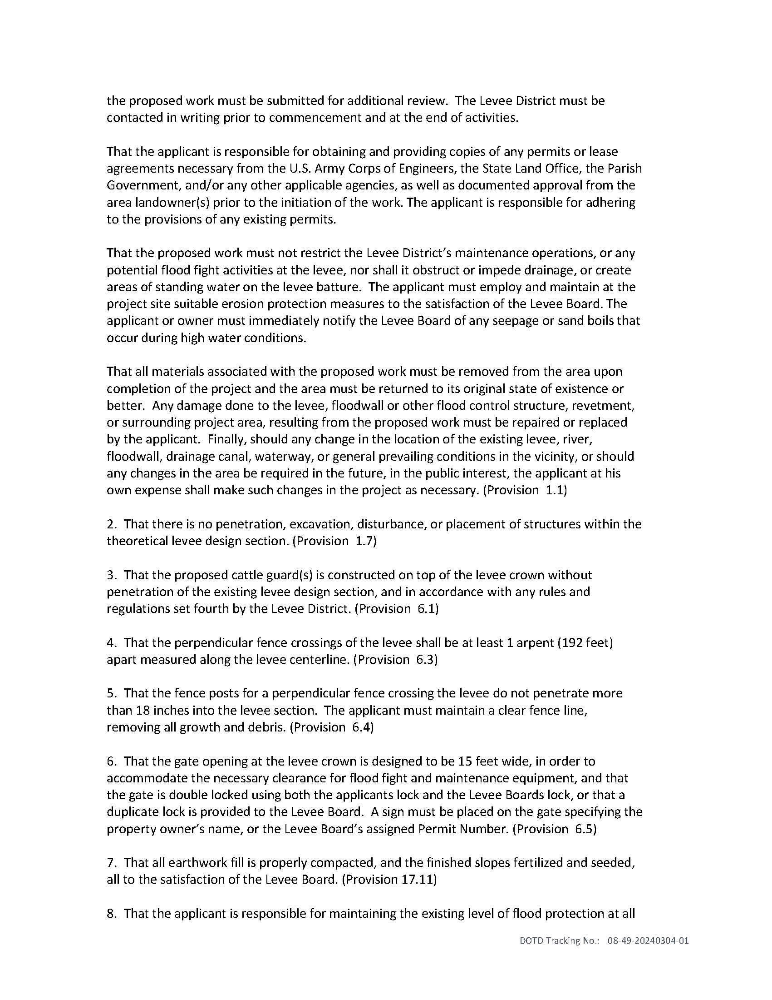 the proposed work must be submitted for additional review.  The Levee District must be
contacted in writing prior to commencement and at the end of activities.
That the applicant is responsible for obtaining and providing copies of any permits or lease
agreements necessary from the U.S. Army Corps of Engineers, the State Land Office, the Parish
Government, and/or any other applicable agencies, as well as documented approval from the
area landowner(s) prior to the initiation of the work. The applicant is responsible for adhering
to the provisions of any existing permits.
That the proposed work must not restrict the Levee District’s maintenance operations, or any
potential flood fight activities at the levee, nor shall it obstruct or impede drainage, or create
areas of standing water on the levee batture.  The applicant must employ and maintain at the
project site suitable erosion protection measures to the satisfaction of the Levee Board. The
applicant or owner must immediately notify the Levee Board of any seepage or sand boils that
occur during high water conditions.
That all materials associated with the proposed work must be removed from the area upon
completion of the project and the area must be returned to its original state of existence or
better.  Any damage done to the levee, floodwall or other flood control structure, revetment,
or surrounding project area, resulting from the proposed work must be repaired or replaced
by the applicant.  Finally, should any change in the location of the existing levee, river,
floodwall, drainage canal, waterway, or general prevailing conditions in the vicinity, or should
any changes in the area be required in the future, in the public interest, the applicant at his
own expense shall make such changes in the project as necessary. (Provision  1.1)
2.  That there is no penetration, excavation, disturbance, or placement of structures within the
theoretical levee design section. (Provision  1.7)
3.  That the proposed cattle guard(s) is constructed on top of the levee crown without
penetration of the existing levee design section, and in accordance with any rules and
regulations set fourth by the Levee District. (Provision  6.1)
4.  That the perpendicular fence crossings of the levee shall be at least 1 arpent (192 feet)
apart measured along the levee centerline. (Provision  6.3)
5.  That the fence posts for a perpendicular fence crossing the levee do not penetrate more
than 18 inches into the levee section.  The applicant must maintain a clear fence line,
removing all growth and debris. (Provision  6.4)
6.  That the gate opening at the levee crown is designed to be 15 feet wide, in order to
accommodate the necessary clearance for flood fight and maintenance equipment, and that
the gate is double locked using both the applicants lock and the Levee Boards lock, or that a
duplicate lock is provided to the Levee Board.  A sign must be placed on the gate specifying the
property owner’s name, or the Levee Board’s assigned Permit Number. (Provision  6.5)
7.  That all earthwork fill is properly compacted, and the finished slopes fertilized and seeded,
all to the satisfaction of the Levee Board. (Provision 17.11)
8.  That the applicant is responsible for maintaining the existing level of flood protection at all
DOTD Tracking No.:   08-49-20240304-01